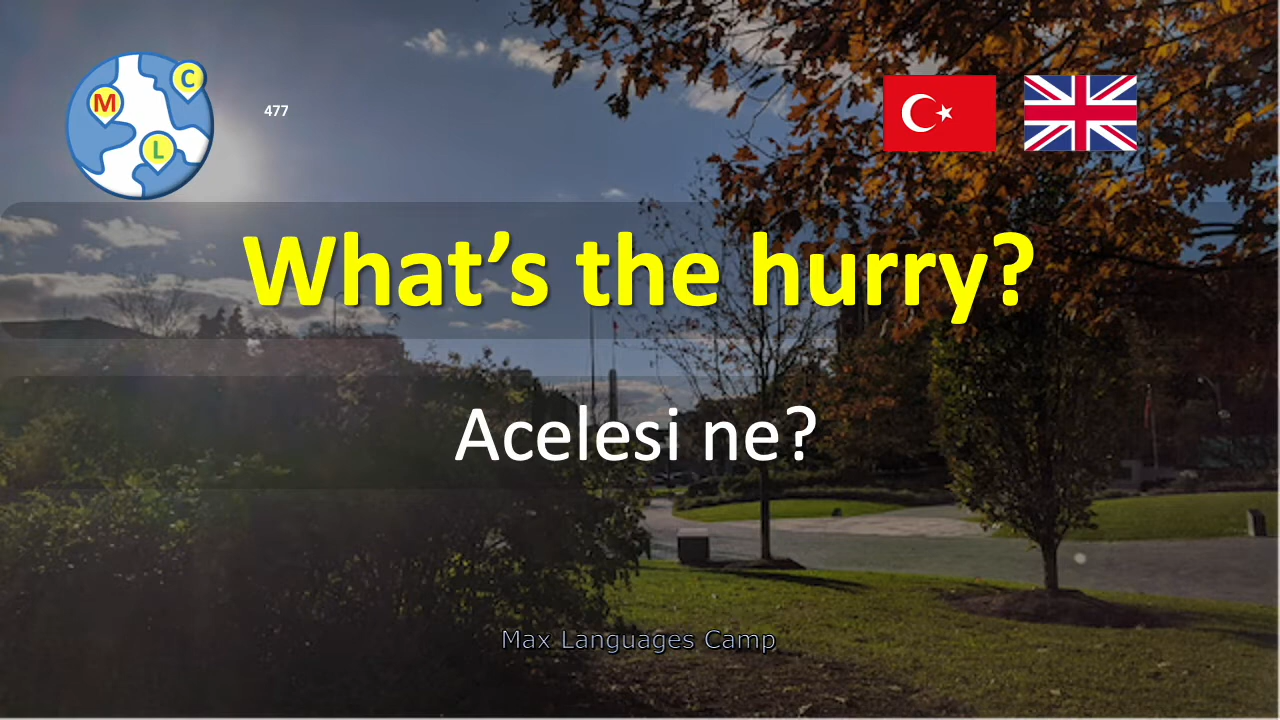 C
M
L
477
What’s the hurry?
Acelesi ne?
Max Languages Camp